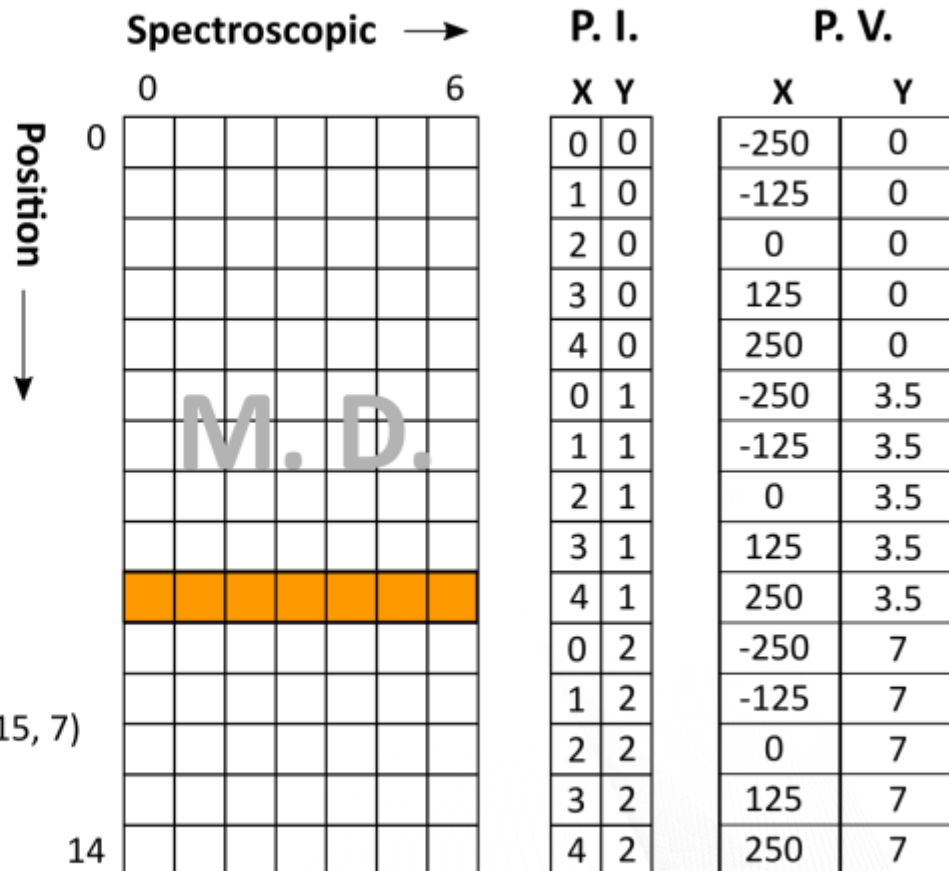 Spectroscopic P. I. P. V.
0 6 X Y X Y
Position
0 0 0 -250 0
1 0 -125 0
2 0 0 0
3 0 125 0
4 0 250 0
M. D. 0 1 -250 3.5
1 1 -125 3.5
2 1 0 3.5
3 1 125 3.5
4 1 250 3.5
0 2 -250 7
1 2 -125 7
15, 7) 2 2 0 7
3 2 125 7
14 4 2 250 7